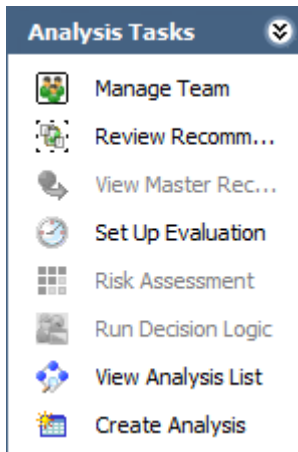 Analysis Tasks
Manage Team
Review Recomm...
View Master Rec...
Set Up Evaluation
Risk Assessment
Run Decision Logic
View Analysis List
Create Analysis